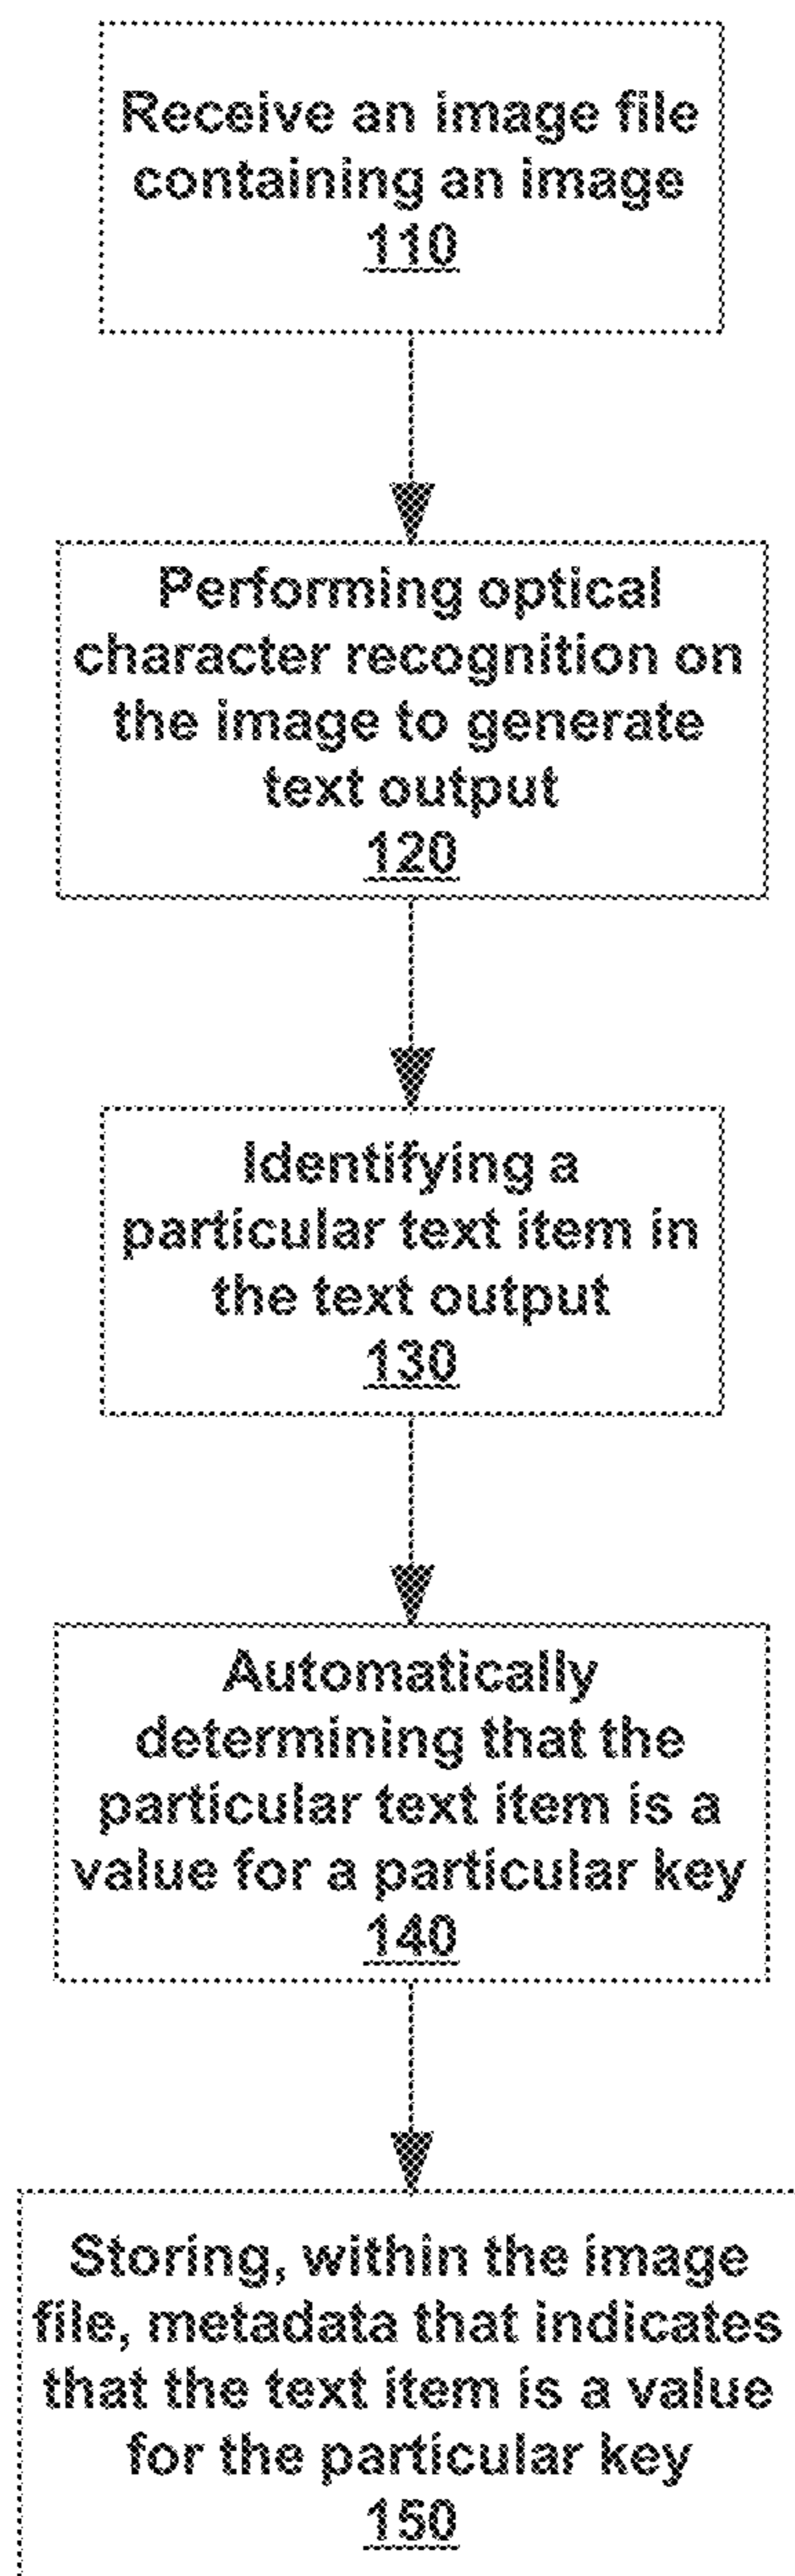 Receive an image file
containing an image
110
Performing optical
character recognition on
the image to generate
text output
120
Identifying a
particular text item in
the text output
130
Automatically
determining that the
particular text item is a
value for a particular key
140
Storing, within the image
file, metadata that indicates
that the text item is a value
for the particular key
150